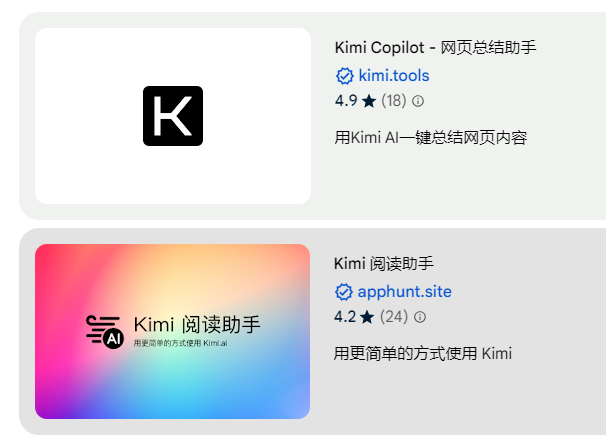 K
Kimi Copilot - 网页总结助手
kimi.tools
4.9 ★ (18)
用Kimi AI一键总结网页内容
AI
Kimi 阅读助手
用更简单的方式使用 Kimi.ai
Kimi 阅读助手
apphunt.site
4.2 ★ (24)
用更简单的方式使用 Kimi